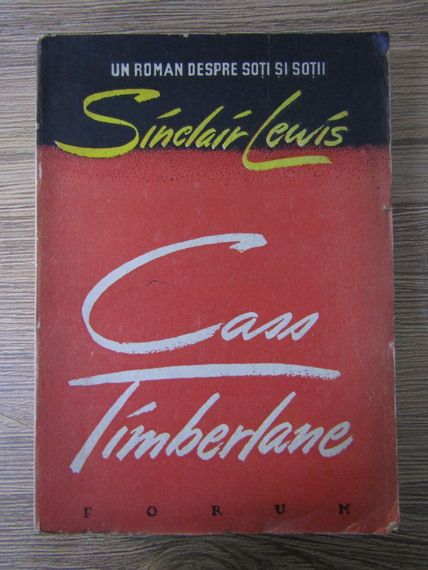 UN ROMAN DESPRE SOȚI ȘI SOȚII
Sinclair Lewis
Cass
Timberlane
FORUM